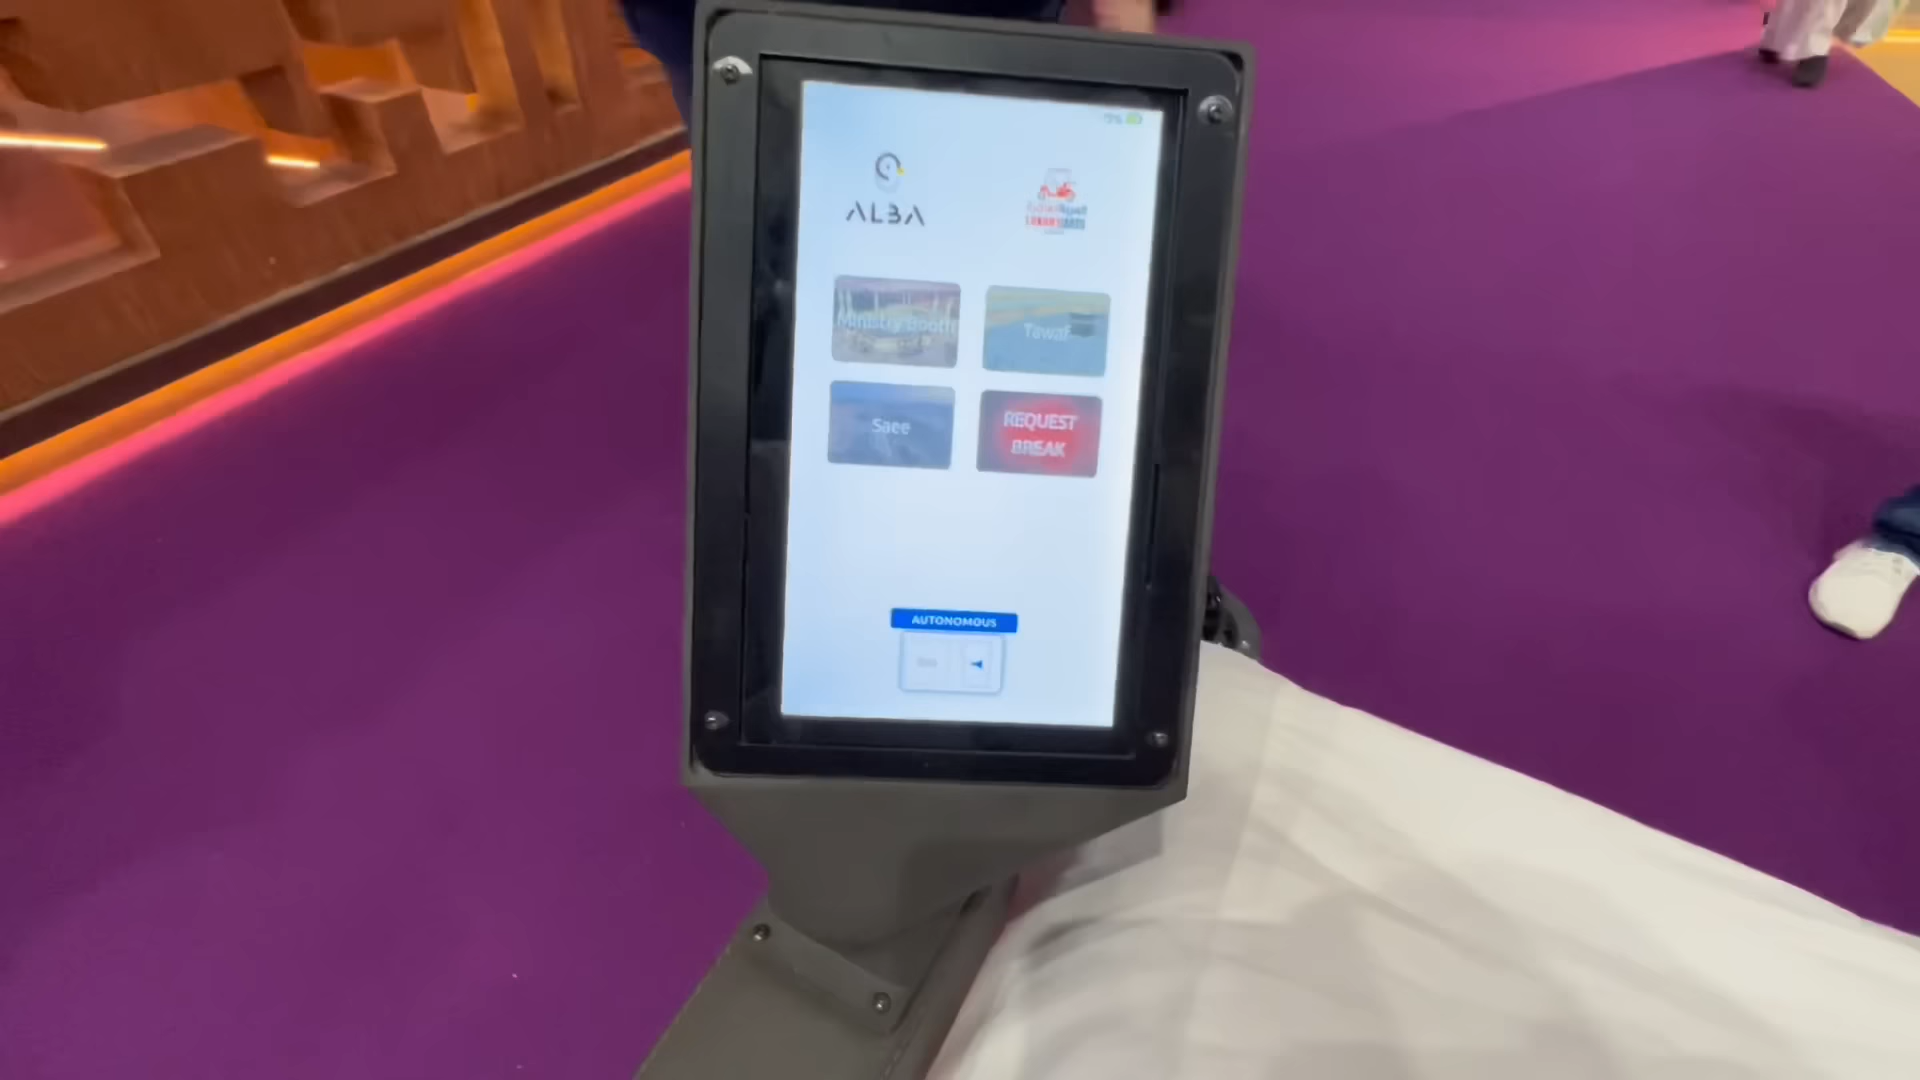 ALBA
Ministry Booth
Tawaf
Saee
REQUEST
BREAK
AUTONOMOUS